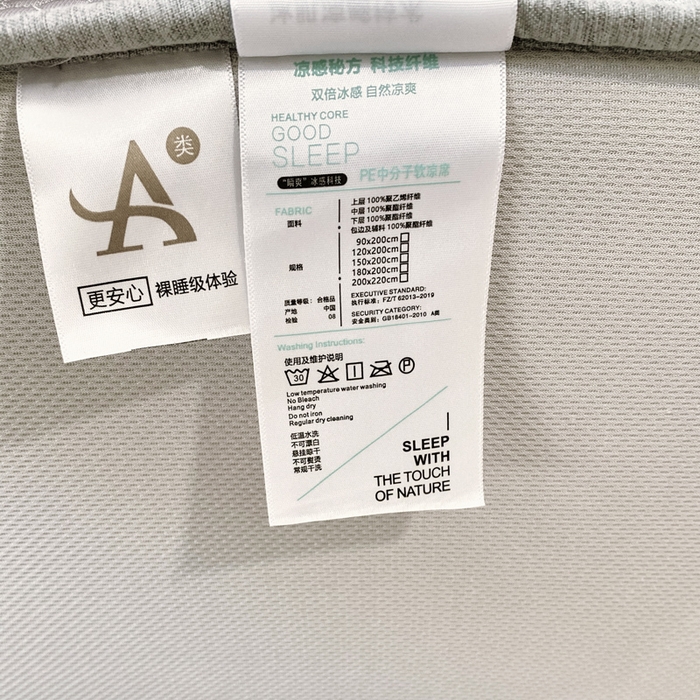 A类
更安心 裸睡级体验
凉感秘方 科技纤维
双倍冰感 自然凉爽
HEALTHY CORE
GOOD
SLEEP
“瞬爽”冰感科技 PE中分子软凉席
FABRIC
面料
上层 100%聚乙烯纤维
中层 100%聚酯纤维
下层 100%聚酯纤维
包边及辅料 100%聚酯纤维
规格
90x200cm
120x200cm
150x200cm
180x200cm
200x220cm
质量等级: 合格品
产地 中国
检验 08
EXECUTIVE STANDARD:
执行标准: FZ/T 62013-2019
SECURITY CATEGORY:
安全类别: GB18401-2010 A类
Washing Instructions:
使用及维护说明
30 P
Low temperature water washing
No Bleach
Hang dry
Do not iron
Regular dry cleaning
低温水洗
不可漂白
悬挂晾干
不可熨烫
常规干洗
SLEEP
WITH
THE TOUCH
OF NATURE